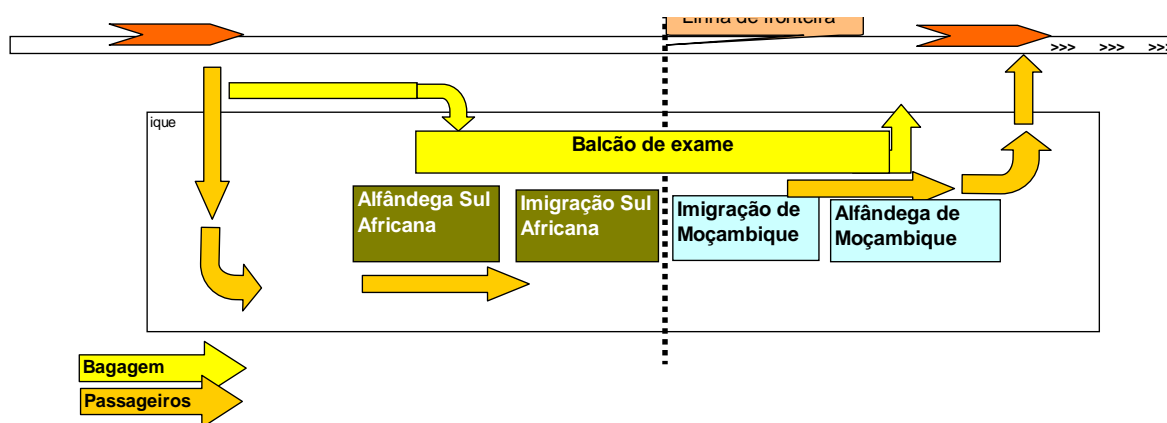 Linha de fronteira
>>> >>> >>>
ique
Balcão de exame
Alfândega Sul
Africana
Imigração Sul
Africana
Imigração de
Moçambique
Alfândega de
Moçambique
Bagagem
Passageiros